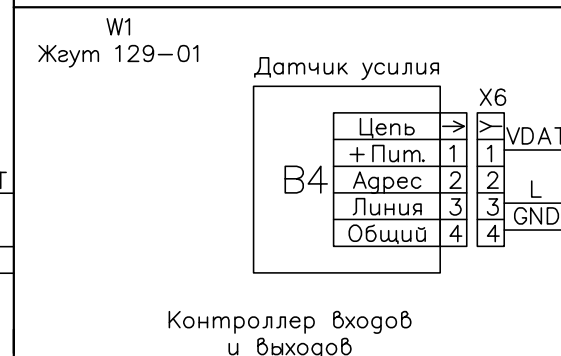 W1
Жгут 129-01
Датчик усилия
X6
Цепь
+Пит. 1 1 VDAT
B4
Адрес 2 2
Линия 3 3 L
Общий 4 4 GND
Контроллер входов
и выходов